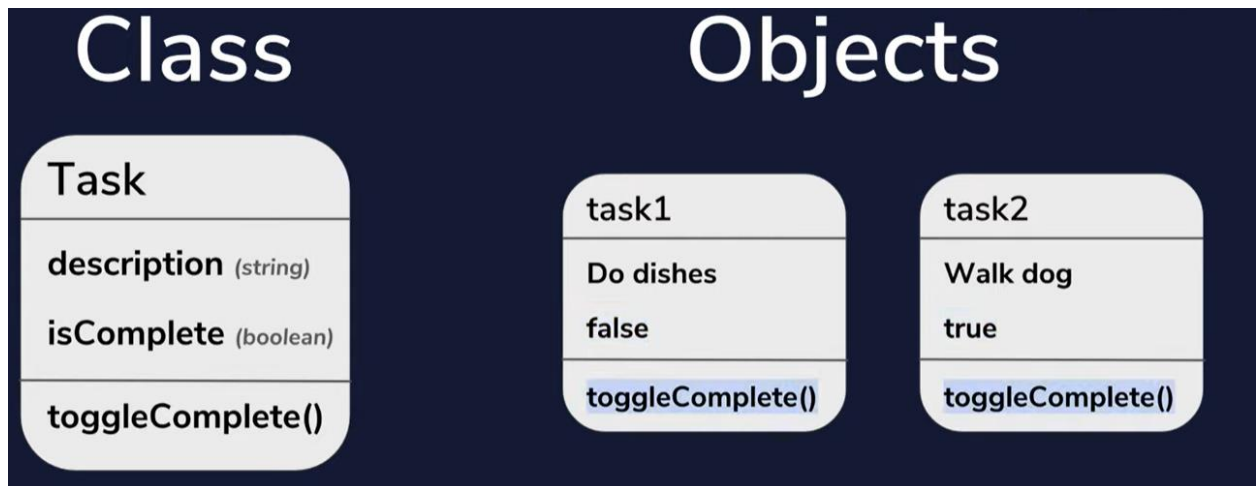 Class
Task
description (string)
isComplete (boolean)
toggleComplete()
Objects
task1
Do dishes
false
toggleComplete()
task2
Walk dog
true
toggleComplete()